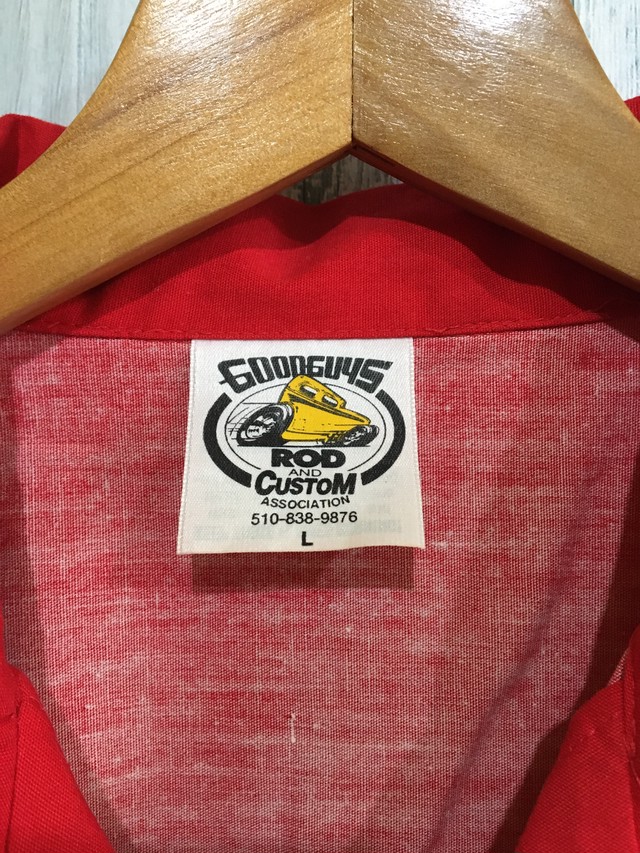 GOODGUYS
ROD
AND
CUSTOM
ASSOCIATION
510-838-9876
L